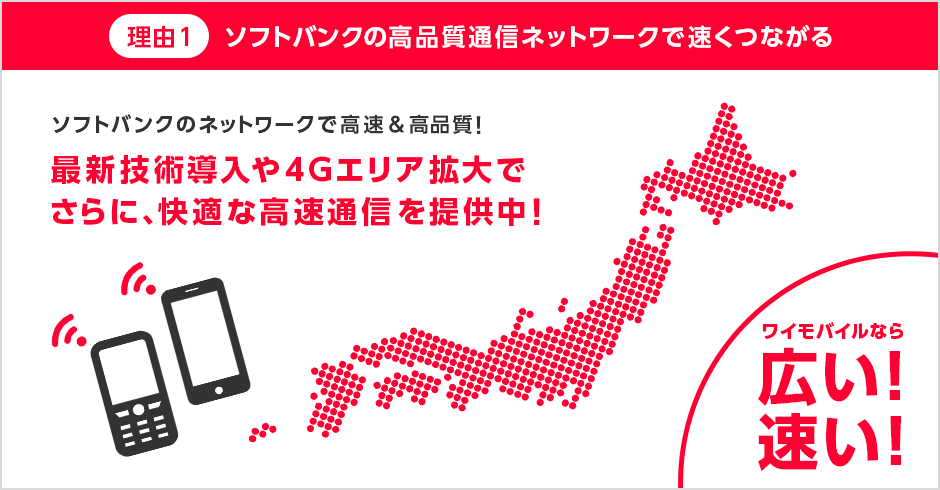 理由1 ソフトバンクの高品質通信ネットワークで速くつながる
ソフトバンクのネットワークで高速&高品質!
最新技術導入や4Gエリア拡大で
さらに、快適な高速通信を提供中!
ワイモバイルなら
広い!
速い!